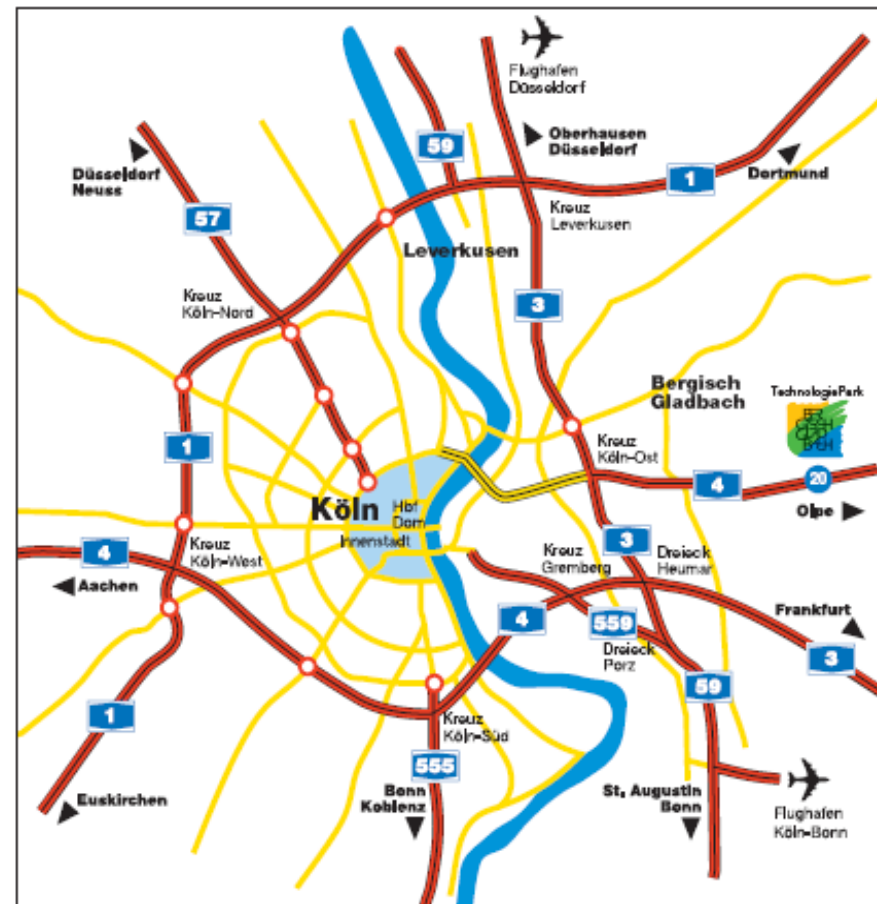 Flughafen
Düsseldorf
Oberhausen
Düsseldorf
59
1
Dortmund
Düsseldorf
Neuss
57
Kreuz
Leverkusen
Leverkusen
3
Kreuz
Köln-Nord
Bergisch
Gladbach
TechnologiePark
1
Kreuz
Köln-Ost
4
20
Olpe
Köln
Hbf
Dom
Innenstadt
4
Kreuz
Köln-West
Aachen
3
Kreuz
Gremberg
Dreieck
Heumar
4
559
Frankfurt
3
Dreieck
Porz
59
1
Kreuz
Köln-Süd
555
Euskirchen
Bonn
Koblenz
St. Augustin
Bonn
Flughafen
Köln-Bonn